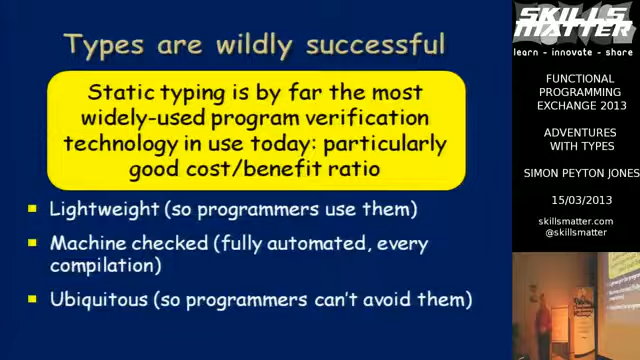 Types are wildly successful
Static typing is by far the most
widely-used program verification
technology in use today: particularly
good cost/benefit ratio
Lightweight (so programmers use them)
Machine checked (fully automated, every
compilation)
Ubiquitous (so programmers can't avoid them)
SKILLS
MATTER
learn - innovate - share
FUNCTIONAL
PROGRAMMING
EXCHANGE 2013
ADVENTURES
WITH TYPES
SIMON PEYTON JONES
15/03/2013
skillsmatter.com
@skillsmatter